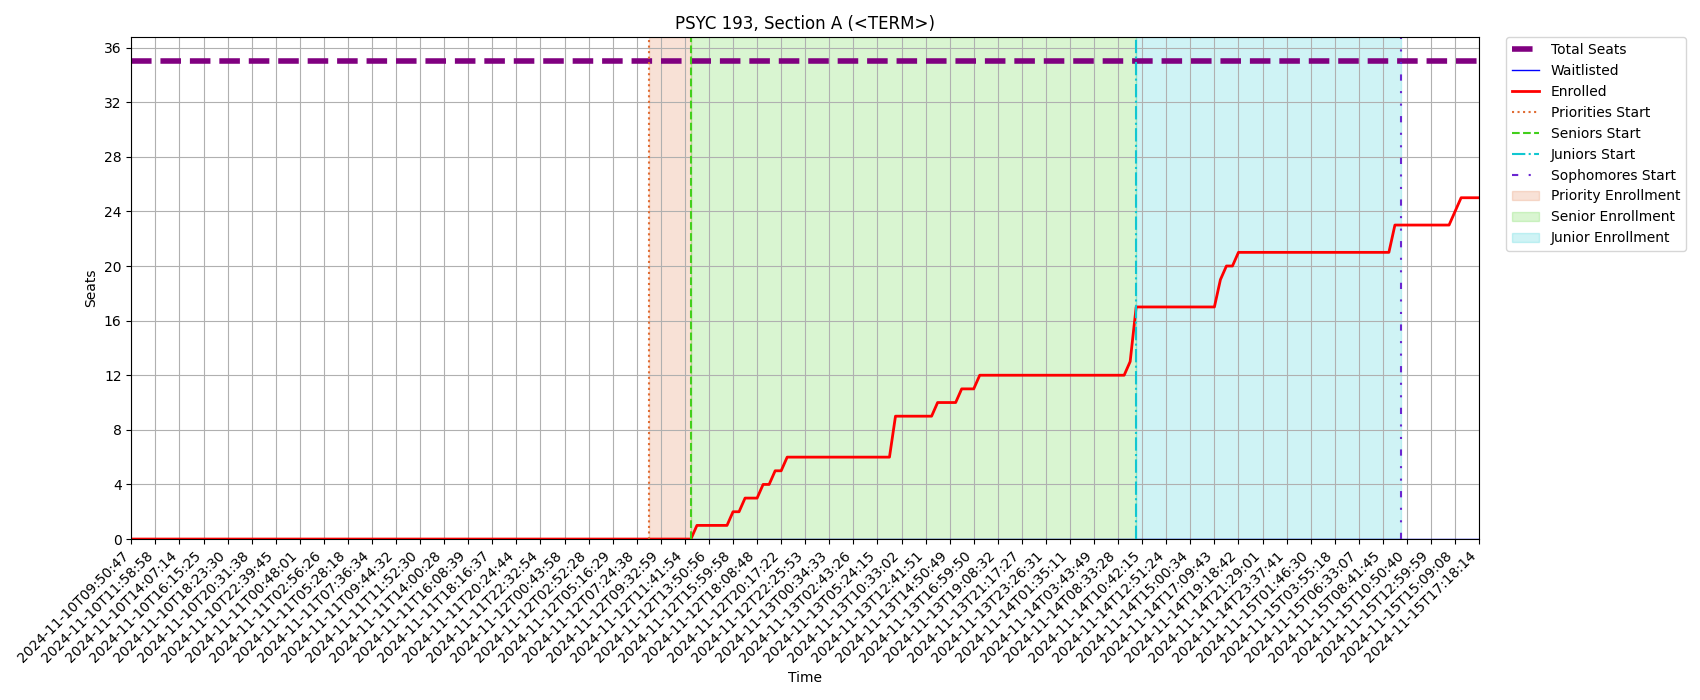 PSYC 193, Section A (<TERM>)
Total Seats
Waitlisted
Enrolled
Priorities Start
Seniors Start
Juniors Start
Sophomores Start
Priority Enrollment
Senior Enrollment
Junior Enrollment
Seats
36
32
28
24
20
16
12
8
4
0
2024-11-10T09:50:47
2024-11-10T11:58:58
2024-11-10T14:07:14
2024-11-10T16:15:25
2024-11-10T18:23:30
2024-11-10T20:31:38
2024-11-10T22:39:45
2024-11-11T00:48:01
2024-11-11T02:56:26
2024-11-11T05:28:18
2024-11-11T07:36:34
2024-11-11T09:44:32
2024-11-11T11:52:30
2024-11-11T14:00:28
2024-11-11T16:08:39
2024-11-11T18:16:37
2024-11-11T20:24:44
2024-11-11T22:32:54
2024-11-12T00:43:58
2024-11-12T02:52:28
2024-11-12T05:16:29
2024-11-12T07:24:38
2024-11-12T09:32:59
2024-11-12T11:41:54
2024-11-12T13:50:56
2024-11-12T15:59:58
2024-11-12T18:08:48
2024-11-12T20:17:22
2024-11-12T22:25:53
2024-11-13T00:34:33
2024-11-13T02:43:26
2024-11-13T05:24:15
2024-11-13T10:33:02
2024-11-13T12:41:51
2024-11-13T14:50:49
2024-11-13T16:59:50
2024-11-13T19:08:32
2024-11-13T21:17:27
2024-11-13T23:26:31
2024-11-14T01:35:11
2024-11-14T03:43:49
2024-11-14T08:33:28
2024-11-14T10:42:15
2024-11-14T12:51:24
2024-11-14T15:00:34
2024-11-14T17:09:43
2024-11-14T19:18:42
2024-11-14T21:29:01
2024-11-14T23:37:41
2024-11-15T01:46:30
2024-11-15T03:55:18
2024-11-15T06:33:07
2024-11-15T08:41:45
2024-11-15T10:50:40
2024-11-15T12:59:59
2024-11-15T15:09:08
2024-11-15T17:18:14
Time